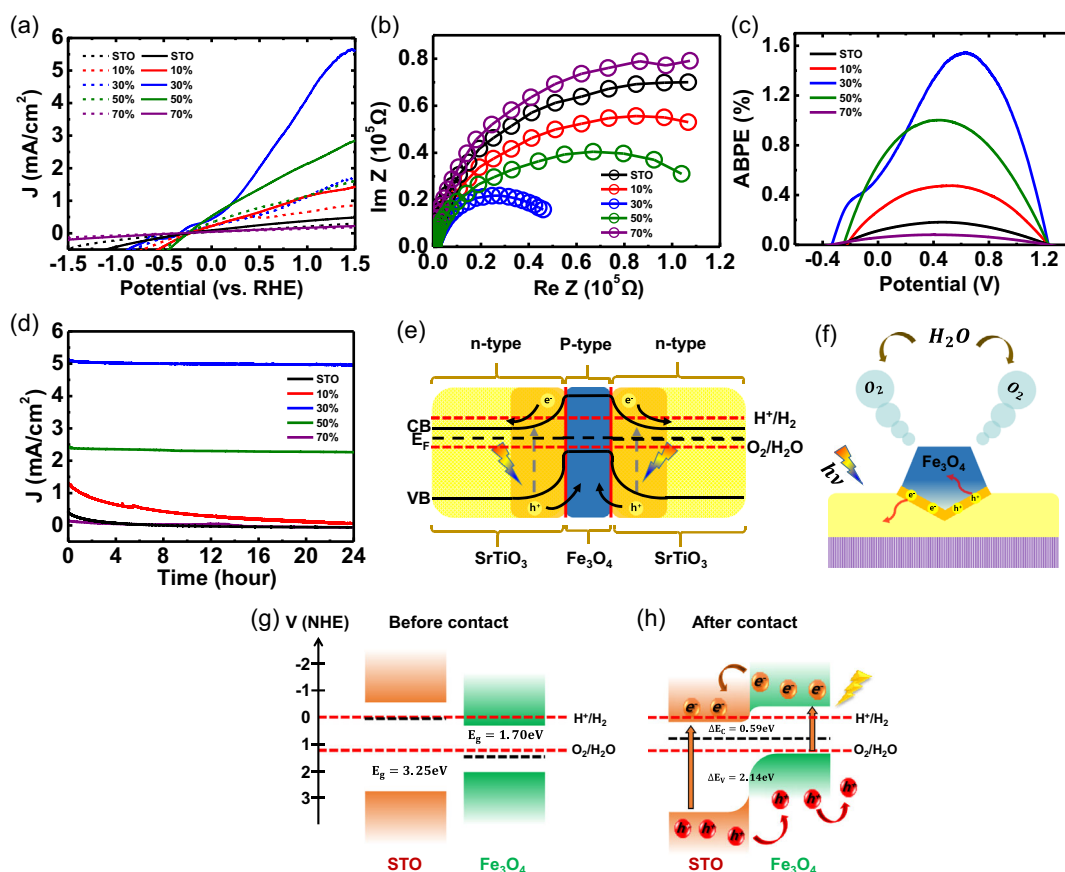 (a)
6
5
4
3
2
1
0
J (mA/cm²)
STO STO
10% 10%
30% 30%
50% 50%
70% 70%
-1.5 -1.0 -0.5 0.0 0.5 1.0 1.5
Potential (vs. RHE)
(b)
0.8
0.6
0.4
0.2
0.0
Im Z (10⁵Ω)
STO
10%
30%
50%
70%
0.0 0.2 0.4 0.6 0.8 1.0 1.2
Re Z (10⁵Ω)
(c)
1.6
1.2
0.8
0.4
0.0
ABPE (%)
STO
10%
30%
50%
70%
-0.4 0.0 0.4 0.8 1.2
Potential (V)
(d)
6
5
4
3
2
1
0
J (mA/cm²)
STO
10%
30%
50%
70%
0 6 12 18 24
Time (hour)
(e)
n-type P-type n-type
e⁻ e⁻
CB H⁺/H₂
E_F O₂/H₂O
VB
h⁺ h⁺
SrTiO₃ Fe₃O₄ SrTiO₃
(f)
H₂O
O₂ O₂
hν
Fe₃O₄
e⁻ h⁺
e⁻ h⁺
(g)
V (NHE)
Before contact
-2
-1
0 H⁺/H₂
E_g = 1.70eV
1 O₂/H₂O
E_g = 3.25eV
2
3
STO Fe₃O₄
(h)
After contact
e⁻ e⁻ e⁻
e⁻ e⁻
H⁺/H₂
ΔE_C = 0.59eV
O₂/H₂O
ΔE_V = 2.14eV
h⁺ h⁺ h⁺
h⁺ h⁺ h⁺
STO Fe₃O₄